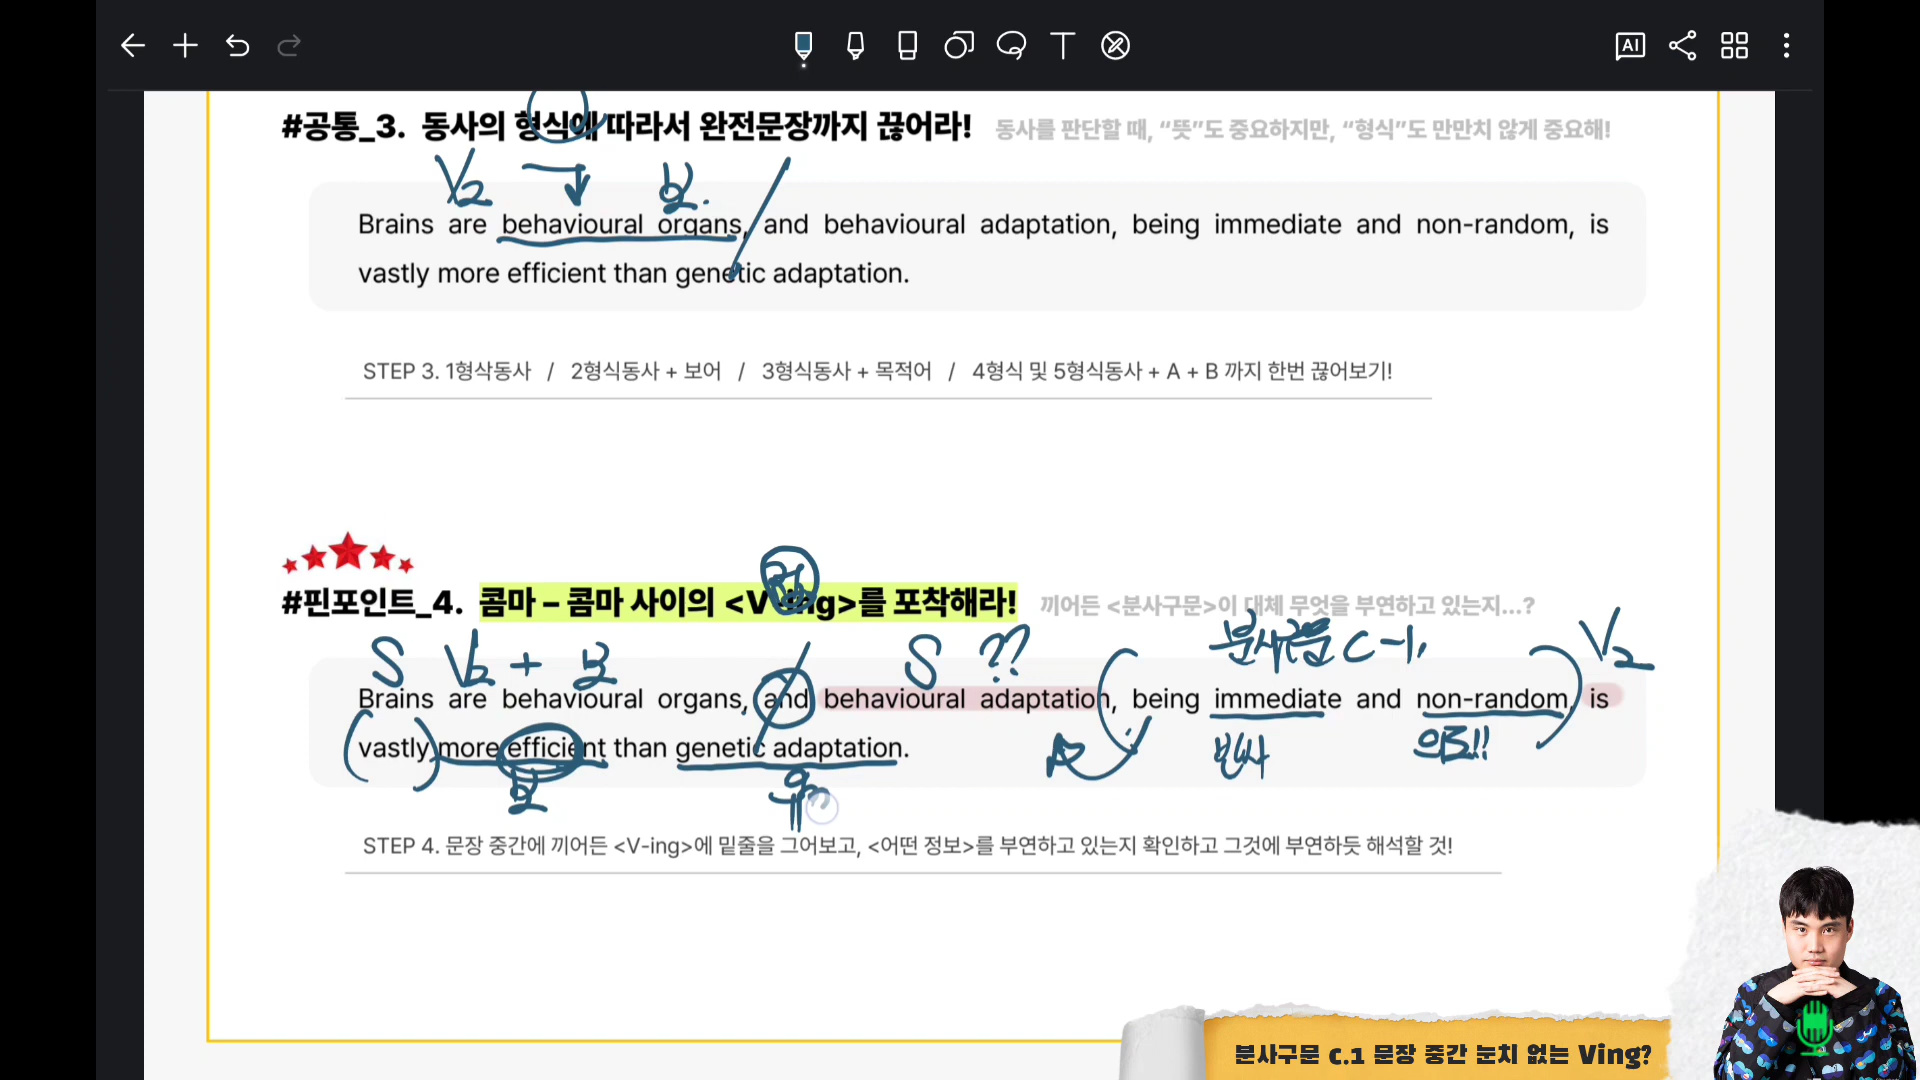 AI
#공통_3. 동사의 형식에 따라서 완전문장까지 끊어라! 동사를 판단할 때, “뜻”도 중요하지만, “형식”도 만만치 않게 중요해!
V2 보.
Brains are behavioural organs, and behavioural adaptation, being immediate and non-random, is
vastly more efficient than genetic adaptation.
STEP 3. 1형식동사 / 2형식동사 + 보어 / 3형식동사 + 목적어 / 4형식 및 5형식동사 + A + B 까지 한번 끊어보기!
#핀포인트_4. 콤마 – 콤마 사이의 <V-ing>를 포착해라! 끼어든 <분사구문>이 대체 무엇을 부연하고 있는지...?
S V2 + 보 S ?? 분사구문 C-1, V2
Brains are behavioural organs, and behavioural adaptation, being immediate and non-random, is
vastly more efficient than genetic adaptation.
보 유 반사 의도!!
STEP 4. 문장 중간에 끼어든 <V-ing>에 밑줄을 그어보고, <어떤 정보>를 부연하고 있는지 확인하고 그것에 부연하듯 해석할 것!
분사구문 c.1 문장 중간 눈치 없는 Ving?